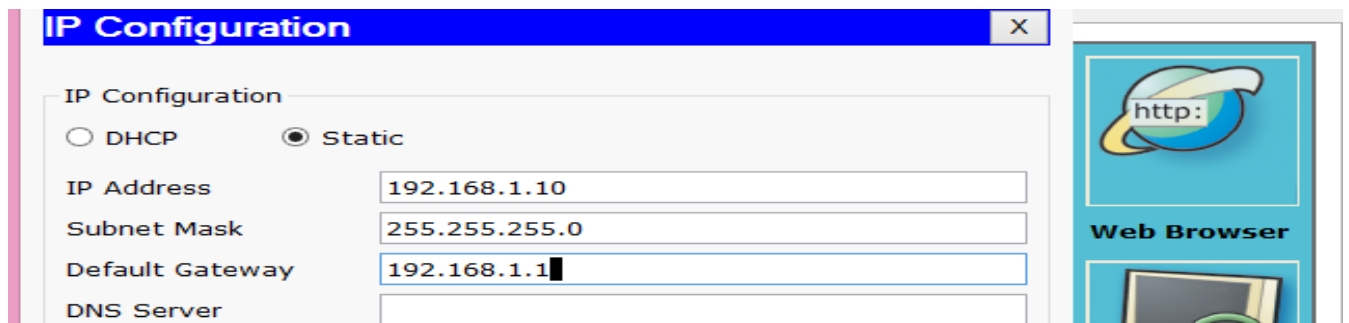 IP Configuration
X
IP Configuration
DHCP Static
IP Address 192.168.1.10
Subnet Mask 255.255.255.0
Default Gateway 192.168.1.1
DNS Server
http:
Web Browser